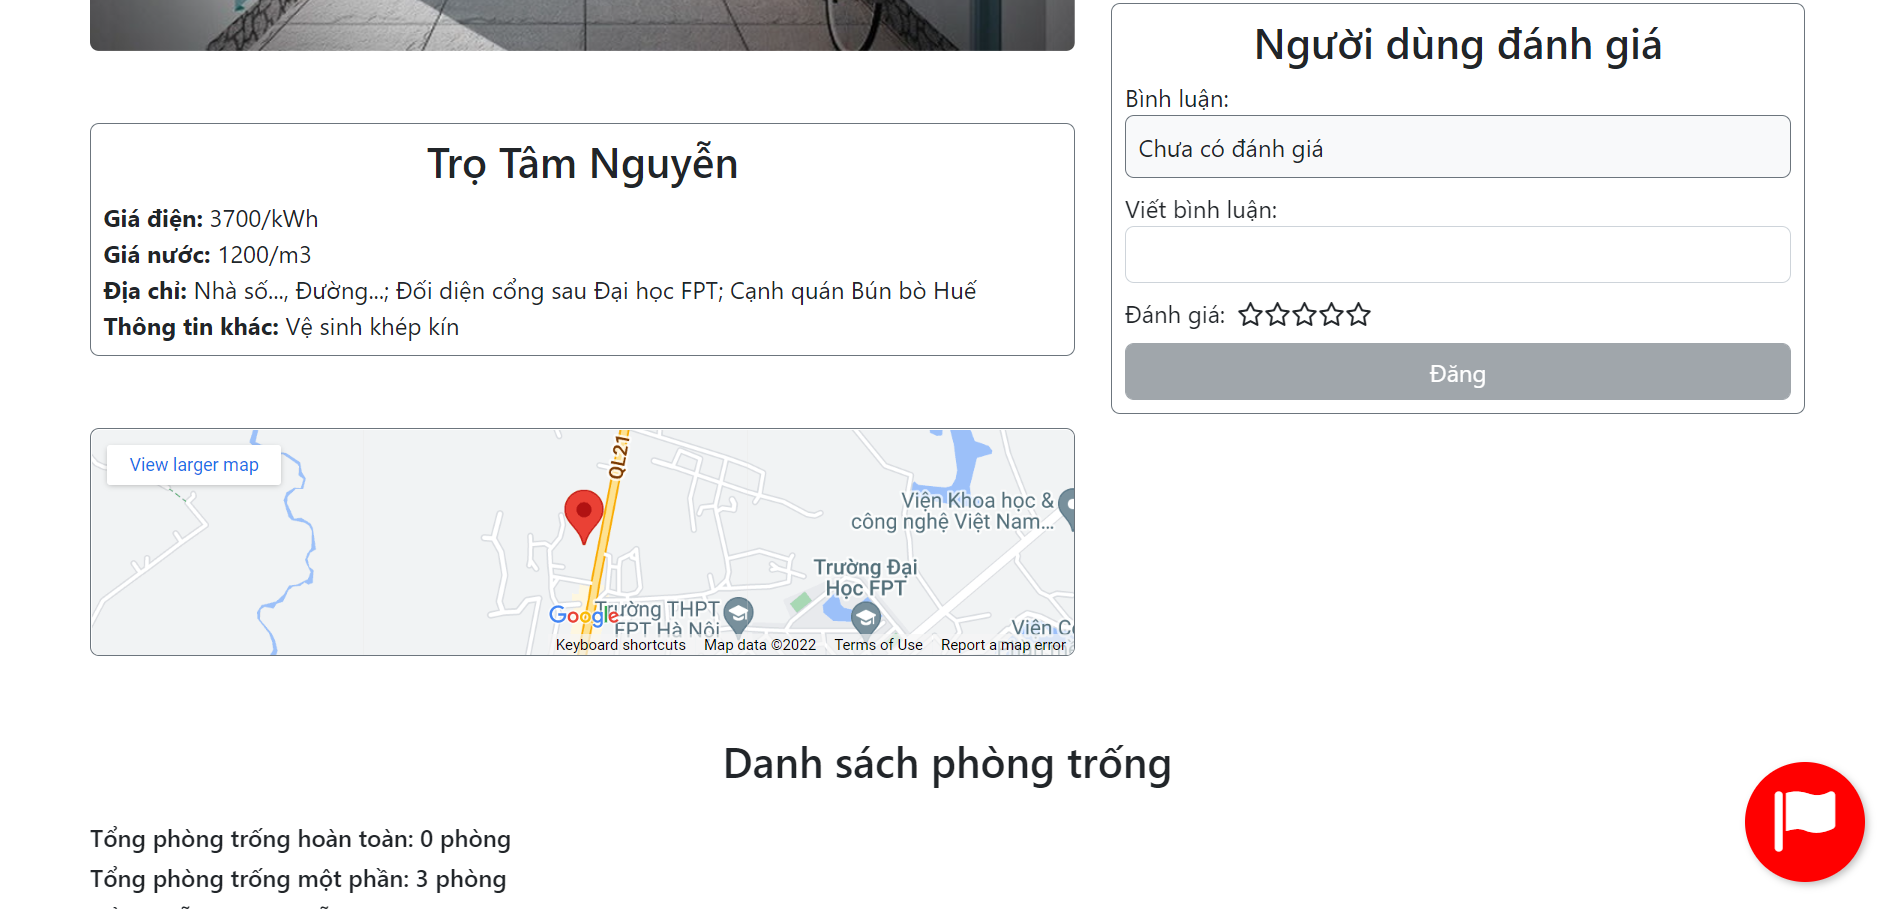 Trọ Tâm Nguyễn
Giá điện: 3700/kWh
Giá nước: 1200/m3
Địa chỉ: Nhà số..., Đường...; Đối diện cổng sau Đại học FPT; Cạnh quán Bún bò Huế
Thông tin khác: Vệ sinh khép kín
View larger map
QL21
Viện Khoa học &
công nghệ Việt Nam...
Trường Đại
Học FPT
Trường THPT
FPT Hà Nội
Google
Keyboard shortcuts
Map data ©2022
Terms of Use
Report a map error
Người dùng đánh giá
Bình luận:
Chưa có đánh giá
Viết bình luận:
Đánh giá:
Đăng
Danh sách phòng trống
Tổng phòng trống hoàn toàn: 0 phòng
Tổng phòng trống một phần: 3 phòng